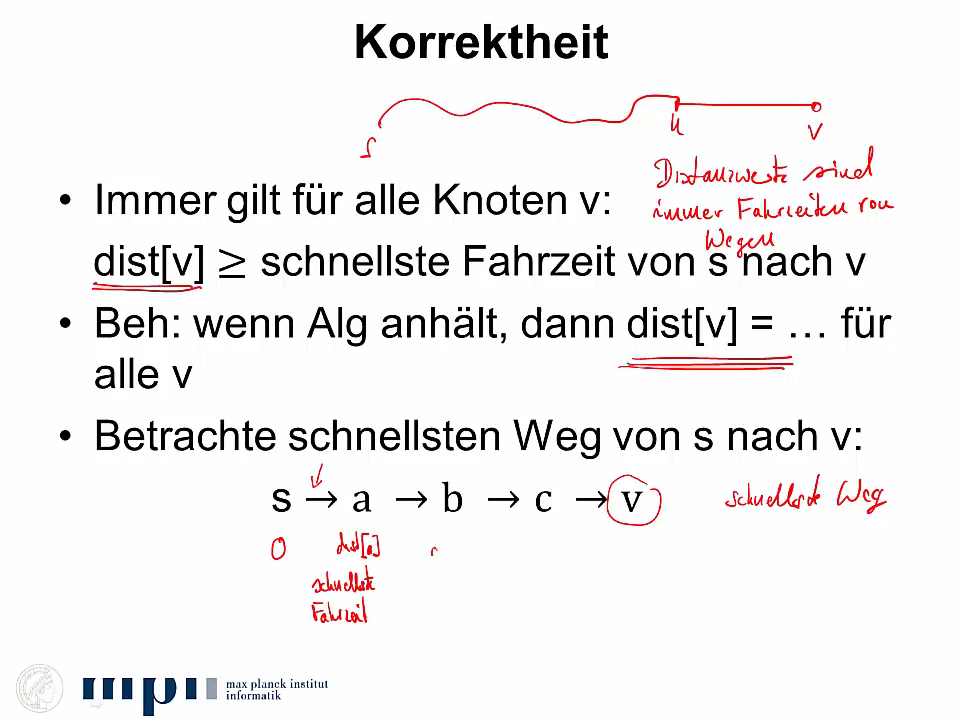 Korrektheit
s
u
v
Distanzwerte sind
immer Fahrzeiten von
Wegen
• Immer gilt für alle Knoten v:
dist[v] ≥ schnellste Fahrzeit von s nach v
• Beh: wenn Alg anhält, dann dist[v] = … für
alle v
• Betrachte schnellsten Weg von s nach v:
s → a → b → c → v
schnellste Weg
0 dist[a]
schnellste
Fahrzeit
max planck institut
informatik